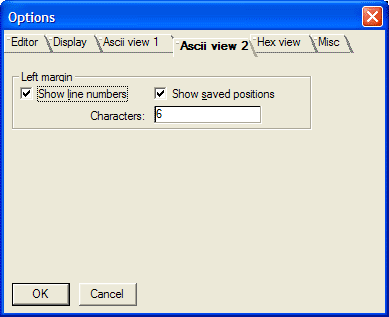 Options
Editor Display Ascii view 1 Ascii view 2 Hex view Misc
Left margin
Show line numbers Show saved positions
Characters: 6
OK Cancel